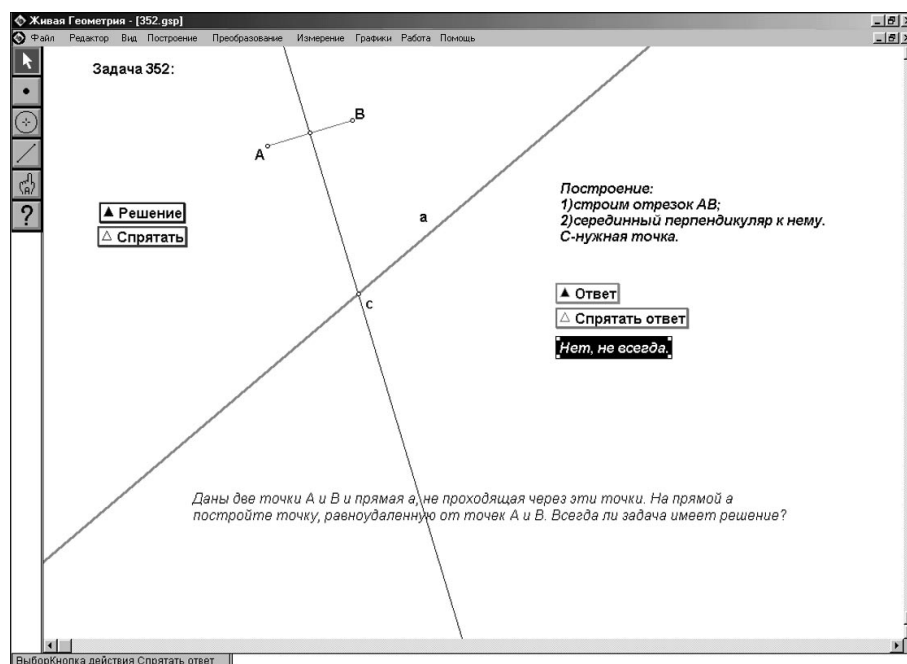 Живая Геометрия - [352.gsp]
Файл Редактор Вид Построение Преобразование Измерение Графики Работа Помощь
Задача 352:
B
A
Построение:
1)строим отрезок AB;
2)серединный перпендикуляр к нему.
C-нужная точка.
▲ Решение
△ Спрятать
a
▲ Ответ
△ Спрятать ответ
Нет, не всегда.
c
Даны две точки A и B и прямая a, не проходящая через эти точки. На прямой a
постройте точку, равноудаленную от точек A и B. Всегда ли задача имеет решение?
ВыборКнопка действия Спрятать ответ